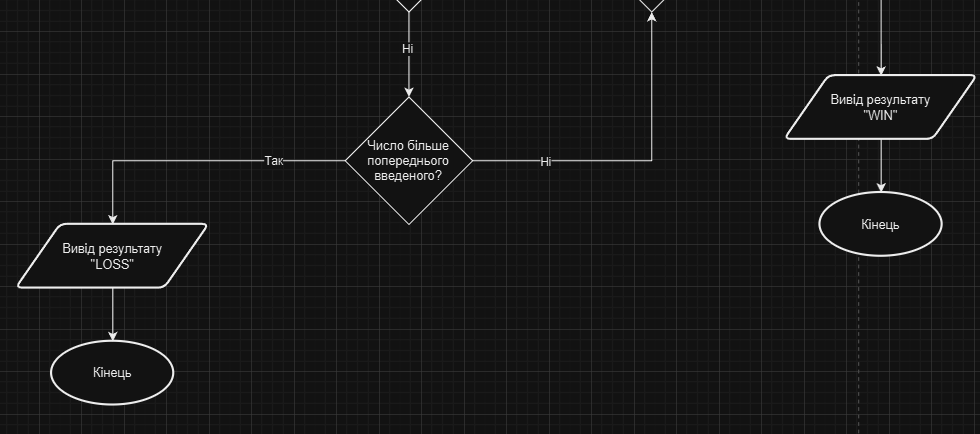 Ні
Вивід результату
"WIN"
Число більше
попереднього
введеного?
Так
Ні
Кінець
Вивід результату
"LOSS"
Кінець